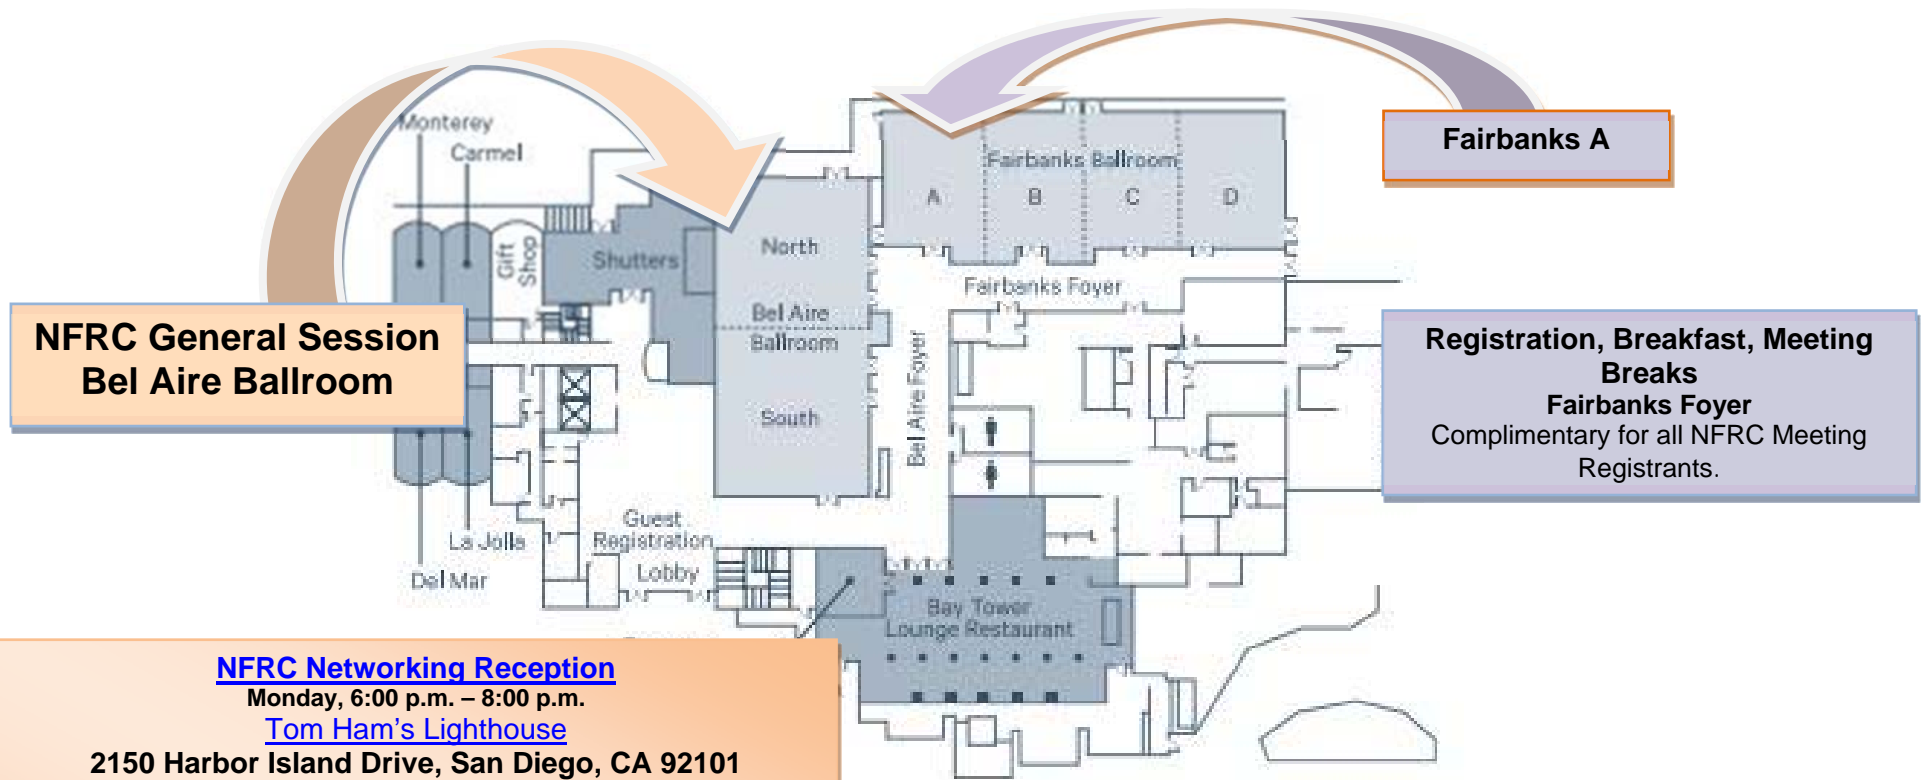 Monterey
Carmel
Gift
Shop
Shutters
North
Bel Aire
Ballroom
South
Fairbanks Ballroom
A
B
C
D
Fairbanks Foyer
Bel Aire Foyer
Fairbanks A
NFRC General Session
Bel Aire Ballroom
Registration, Breakfast, Meeting
Breaks
Fairbanks Foyer
Complimentary for all NFRC Meeting
Registrants.
La Jolla
Del Mar
Guest
Registration
Lobby
Bay Tower
Lounge Restaurant
NFRC Networking Reception
Monday, 6:00 p.m. – 8:00 p.m.
Tom Ham's Lighthouse
2150 Harbor Island Drive, San Diego, CA 92101